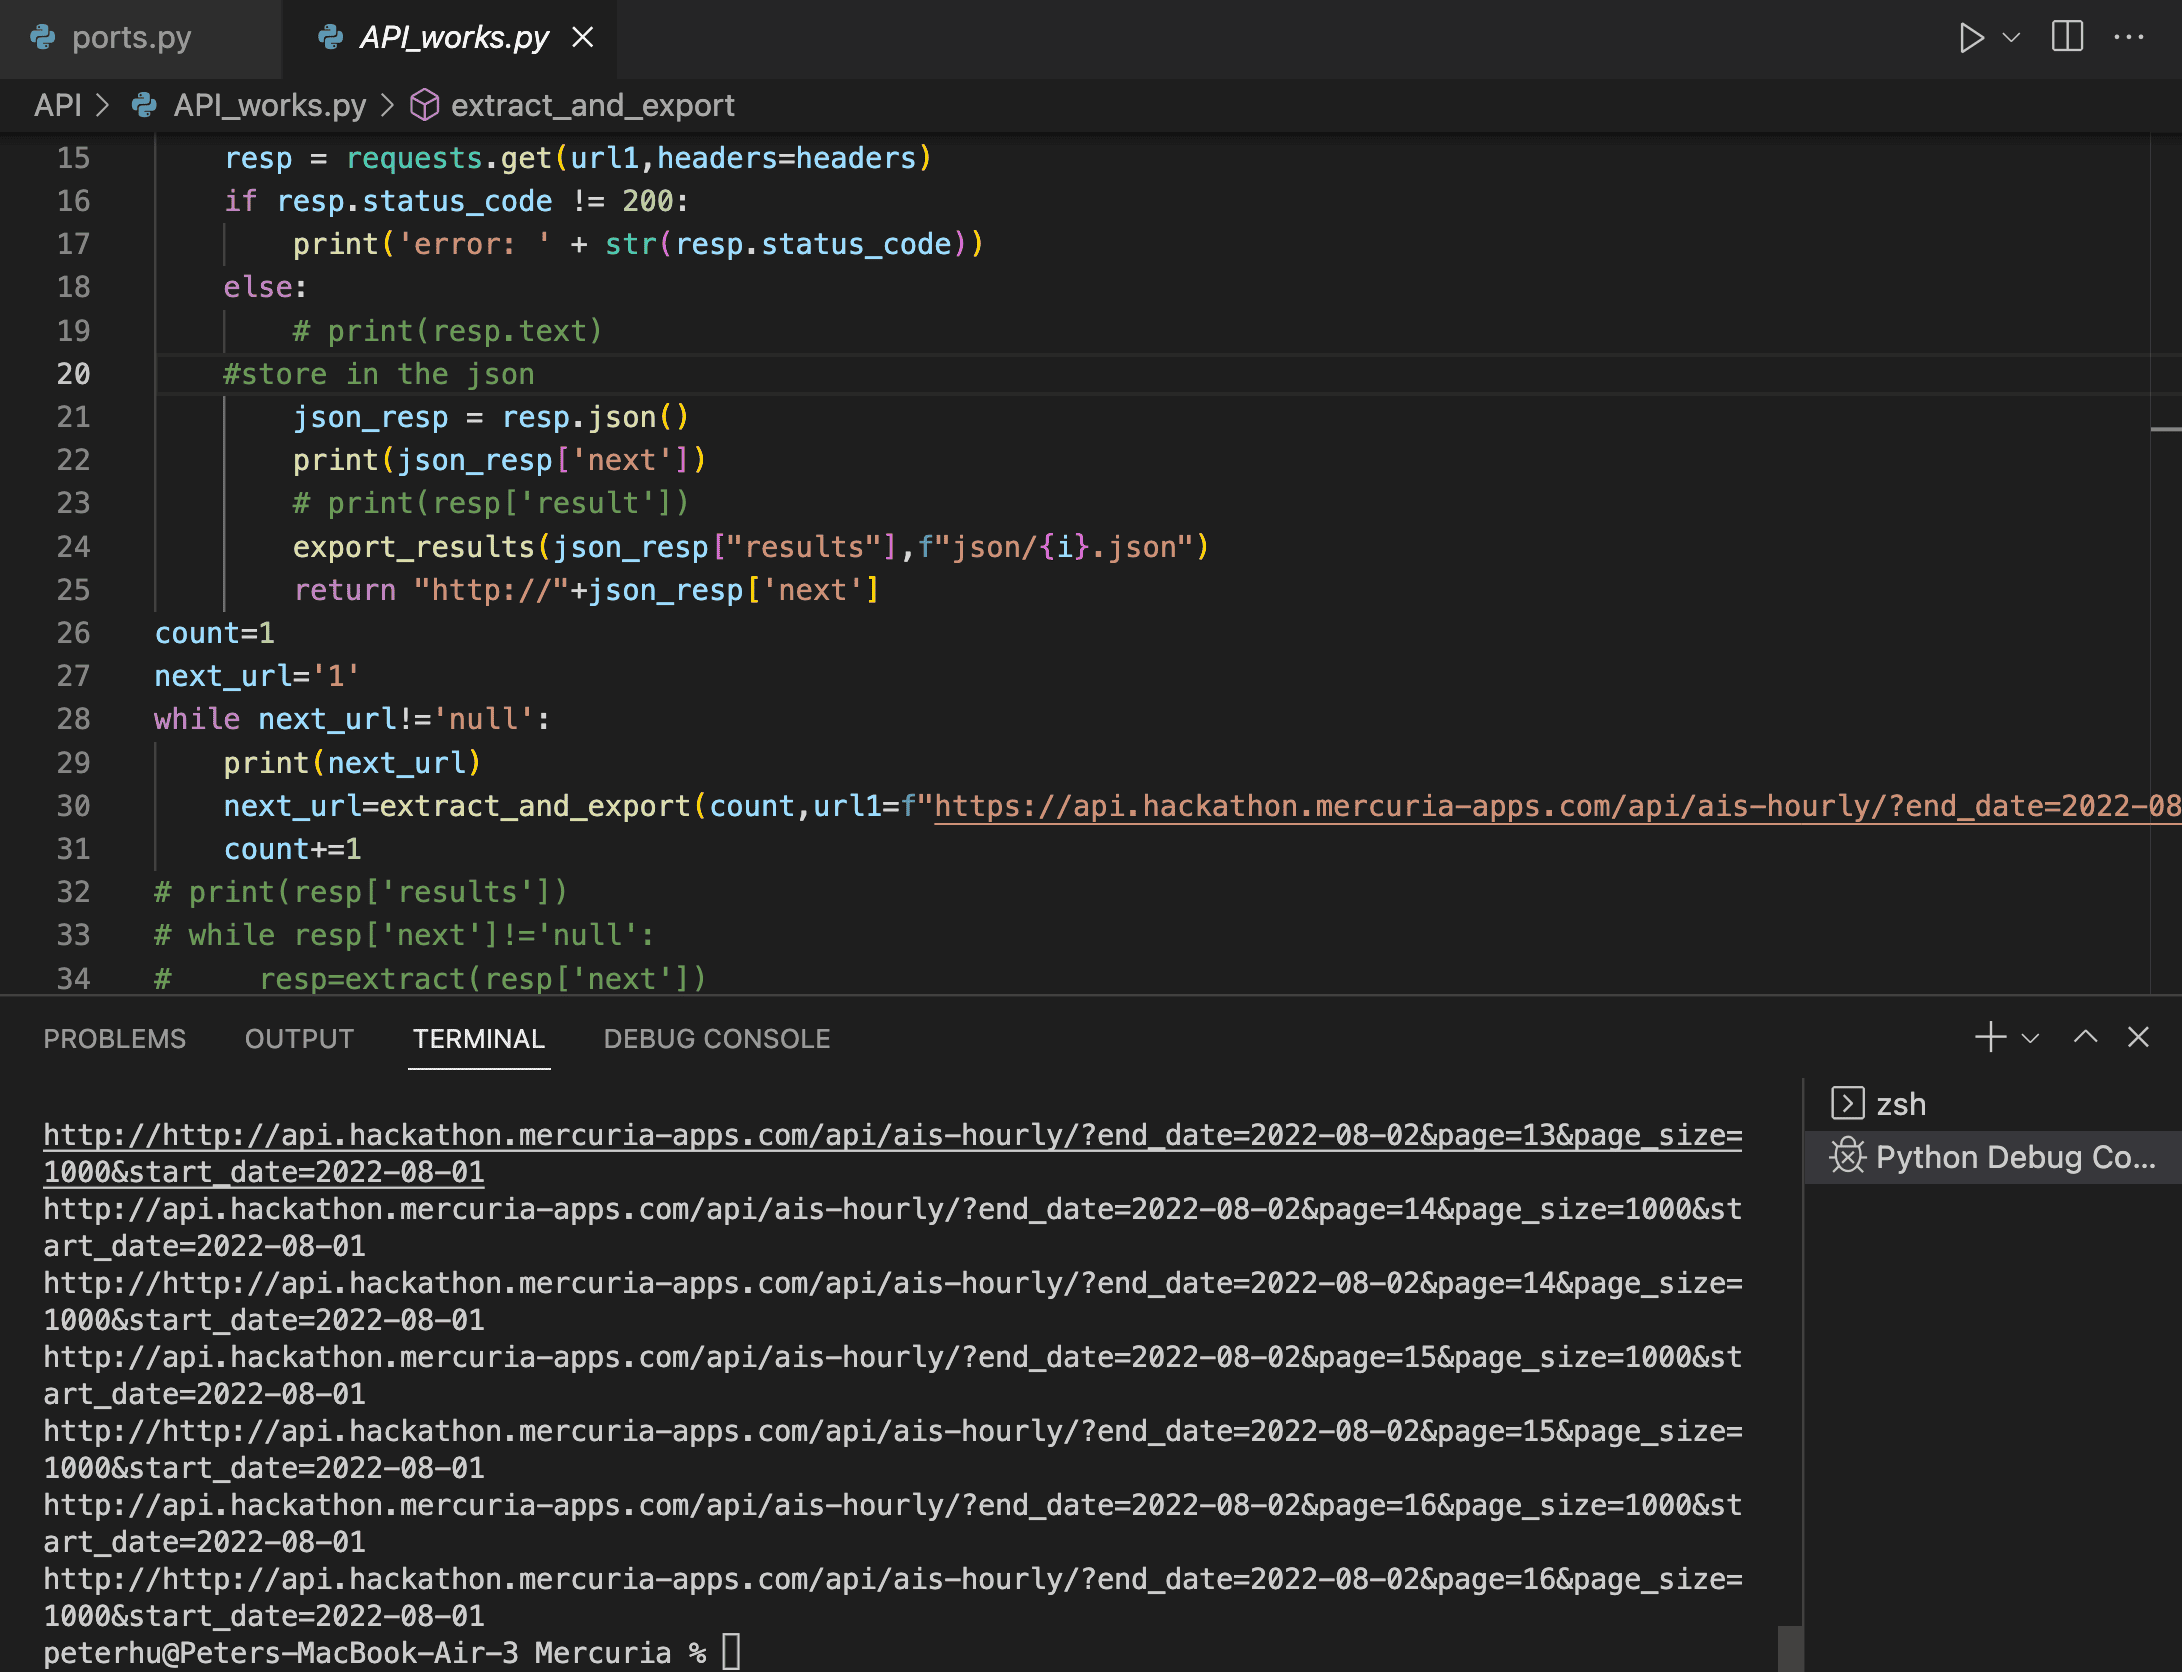 ports.py
API_works.py
API > API_works.py > extract_and_export
15 resp = requests.get(url1,headers=headers)
16 if resp.status_code != 200:
17 print('error: ' + str(resp.status_code))
18 else:
19 # print(resp.text)
20 #store in the json
21 json_resp = resp.json()
22 print(json_resp['next'])
23 # print(resp['result'])
24 export_results(json_resp["results"],f"json/{i}.json")
25 return "http://"+json_resp['next']
26 count=1
27 next_url='1'
28 while next_url!='null':
29 print(next_url)
30 next_url=extract_and_export(count,url1=f"https://api.hackathon.mercuria-apps.com/api/ais-hourly/?end_date=2022-08
31 count+=1
32 # print(resp['results'])
33 # while resp['next']!='null':
34 #     resp=extract(resp['next'])
PROBLEMS OUTPUT TERMINAL DEBUG CONSOLE
zsh
Python Debug Co...
http://http://api.hackathon.mercuria-apps.com/api/ais-hourly/?end_date=2022-08-02&page=13&page_size=
1000&start_date=2022-08-01
http://api.hackathon.mercuria-apps.com/api/ais-hourly/?end_date=2022-08-02&page=14&page_size=1000&st
art_date=2022-08-01
http://http://api.hackathon.mercuria-apps.com/api/ais-hourly/?end_date=2022-08-02&page=14&page_size=
1000&start_date=2022-08-01
http://api.hackathon.mercuria-apps.com/api/ais-hourly/?end_date=2022-08-02&page=15&page_size=1000&st
art_date=2022-08-01
http://http://api.hackathon.mercuria-apps.com/api/ais-hourly/?end_date=2022-08-02&page=15&page_size=
1000&start_date=2022-08-01
http://api.hackathon.mercuria-apps.com/api/ais-hourly/?end_date=2022-08-02&page=16&page_size=1000&st
art_date=2022-08-01
http://http://api.hackathon.mercuria-apps.com/api/ais-hourly/?end_date=2022-08-02&page=16&page_size=
1000&start_date=2022-08-01
peterhu@Peters-MacBook-Air-3 Mercuria %